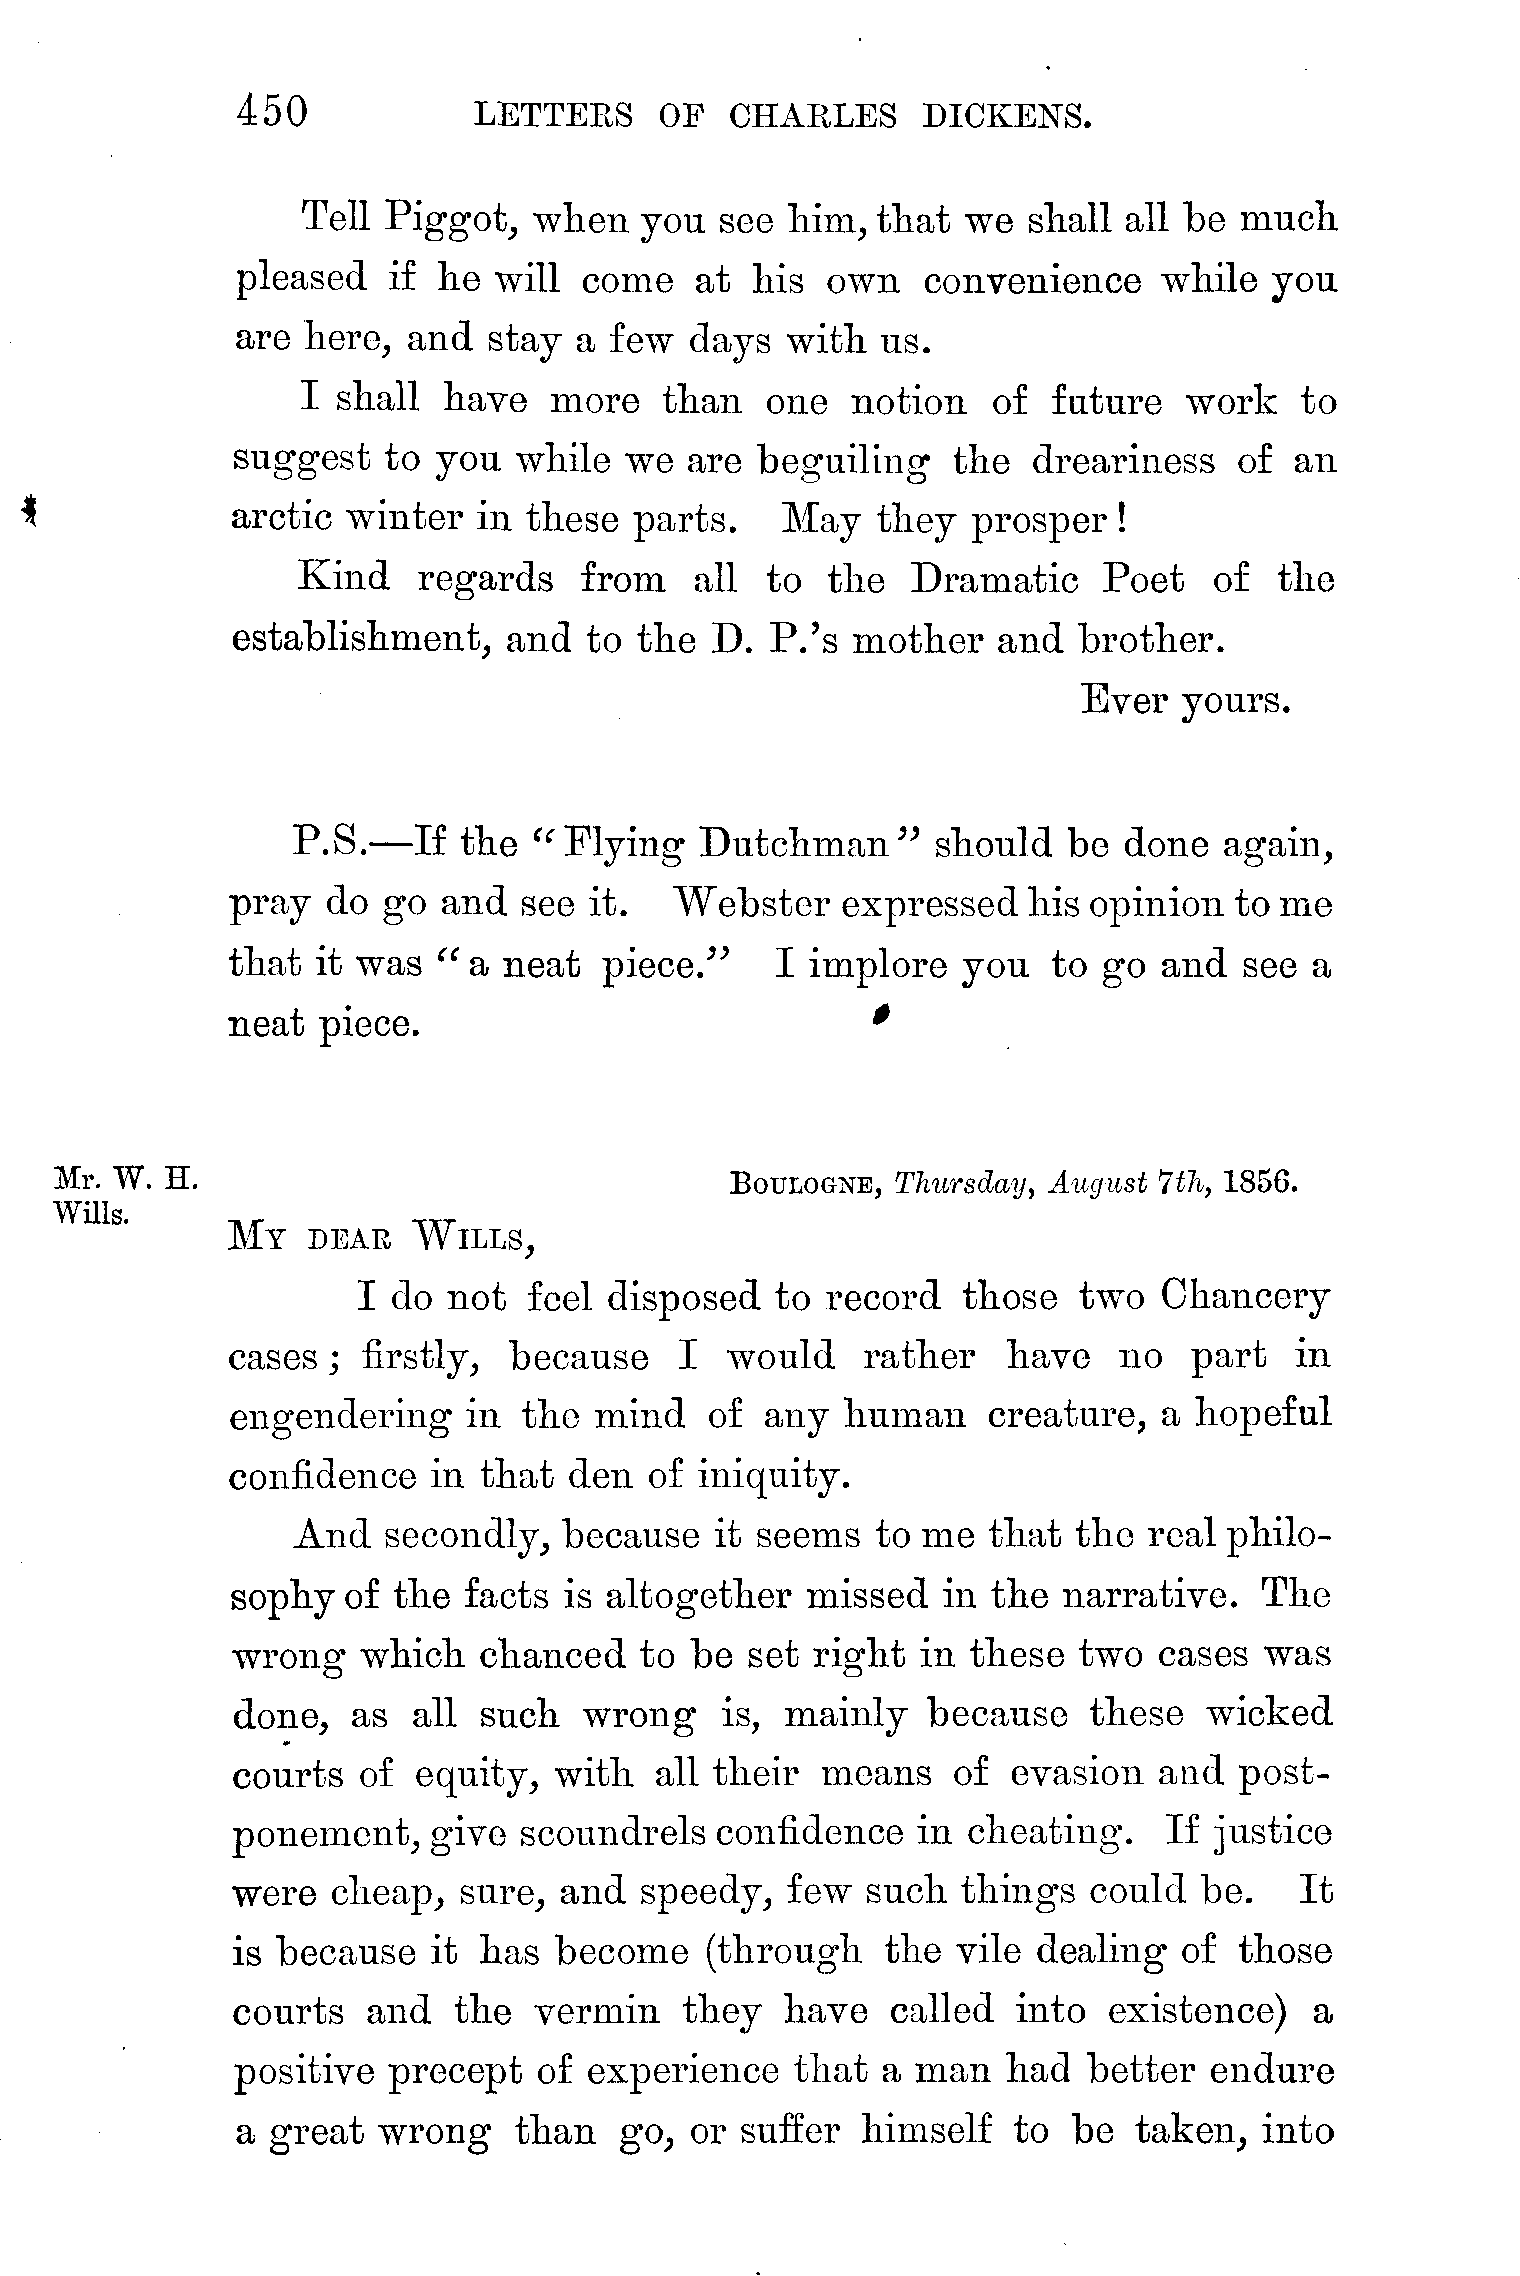 450 LETTERS OF CHARLES DICKENS.
Tell Piggot, when you see him, that we shall all be much
pleased if he will come at his own convenience while you
are here, and stay a few days with us.
I shall have more than one notion of future work to
suggest to you while we are beguiling the dreariness of an
arctic winter in these parts. May they prosper!
Kind regards from all to the Dramatic Poet of the
establishment, and to the D. P.'s mother and brother.
Ever yours.
P.S.—If the "Flying Dutchman" should be done again,
pray do go and see it. Webster expressed his opinion to me
that it was "a neat piece." I implore you to go and see a
neat piece.
Mr. W. H.
Wills.
BOULOGNE, Thursday, August 7th, 1856.
MY DEAR WILLS,
I do not feel disposed to record those two Chancery
cases; firstly, because I would rather have no part in
engendering in the mind of any human creature, a hopeful
confidence in that den of iniquity.
And secondly, because it seems to me that the real philo-
sophy of the facts is altogether missed in the narrative. The
wrong which chanced to be set right in these two cases was
done, as all such wrong is, mainly because these wicked
courts of equity, with all their means of evasion and post-
ponement, give scoundrels confidence in cheating. If justice
were cheap, sure, and speedy, few such things could be. It
is because it has become (through the vile dealing of those
courts and the vermin they have called into existence) a
positive precept of experience that a man had better endure
a great wrong than go, or suffer himself to be taken, into